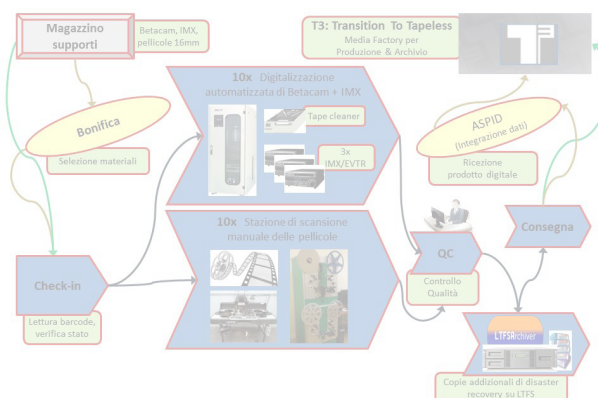 Magazzino
supporti
Betacam, IMX,
pellicole 16mm
T3: Transition To Tapeless
Media Factory per
Produzione & Archivio
T3
10x Digitalizzazione
automatizzata di Betacam + IMX
Tape cleaner
3x
IMX/EVTR
Bonifica
Selezione materiali
ASPID
(Integrazione dati)
Ricezione
prodotto digitale
10x Stazione di scansione
manuale delle pellicole
Check-in
Lettura barcode,
verifica stato
QC
Controllo
Qualità
Consegna
LTFSArchiver
Copie addizionali di disaster
recovery su LTFS